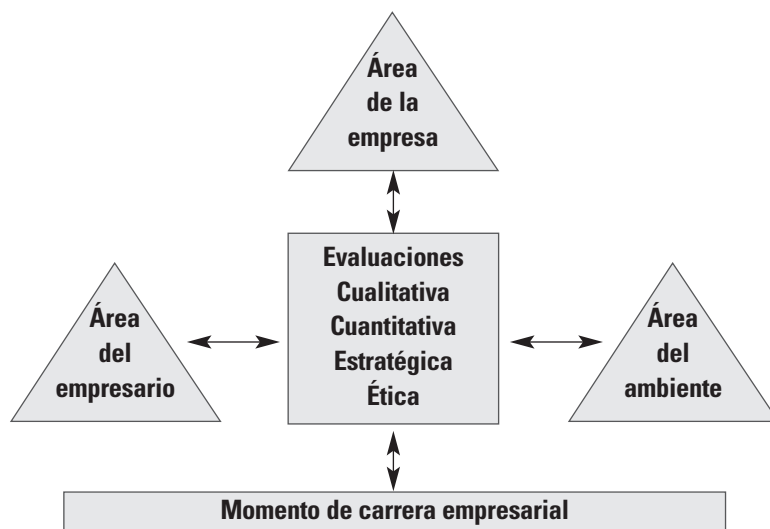 Área
de la
empresa
Evaluaciones
Cualitativa
Cuantitativa
Estratégica
Ética
Área
del
empresario
Área
del
ambiente
Momento de carrera empresarial